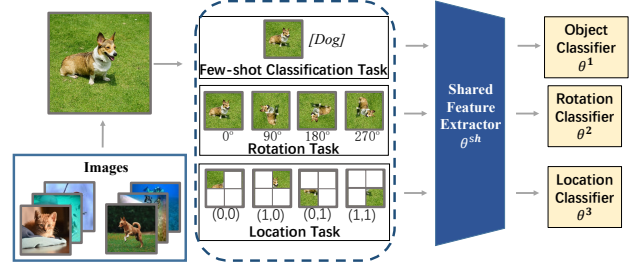 [Dog]
Few-shot Classification Task
0° 90° 180° 270°
Rotation Task
(0,0) (1,0) (0,1) (1,1)
Location Task
Images
Shared
Feature
Extractor
θ^sh
Object
Classifier
θ^1
Rotation
Classifier
θ^2
Location
Classifier
θ^3